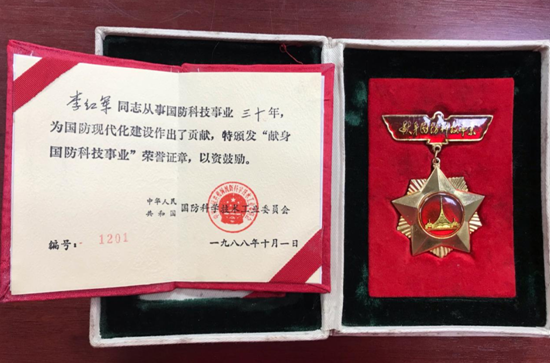 李红军同志从事国防科技事业三十年，
为国防现代化建设作出了贡献，特颁发“献身
国防科技事业”荣誉证章，以资鼓励。
中华人民
共和国 国防科学技术工业委员会
编号：1201
一九八八年十月一日
献身国防科技事业